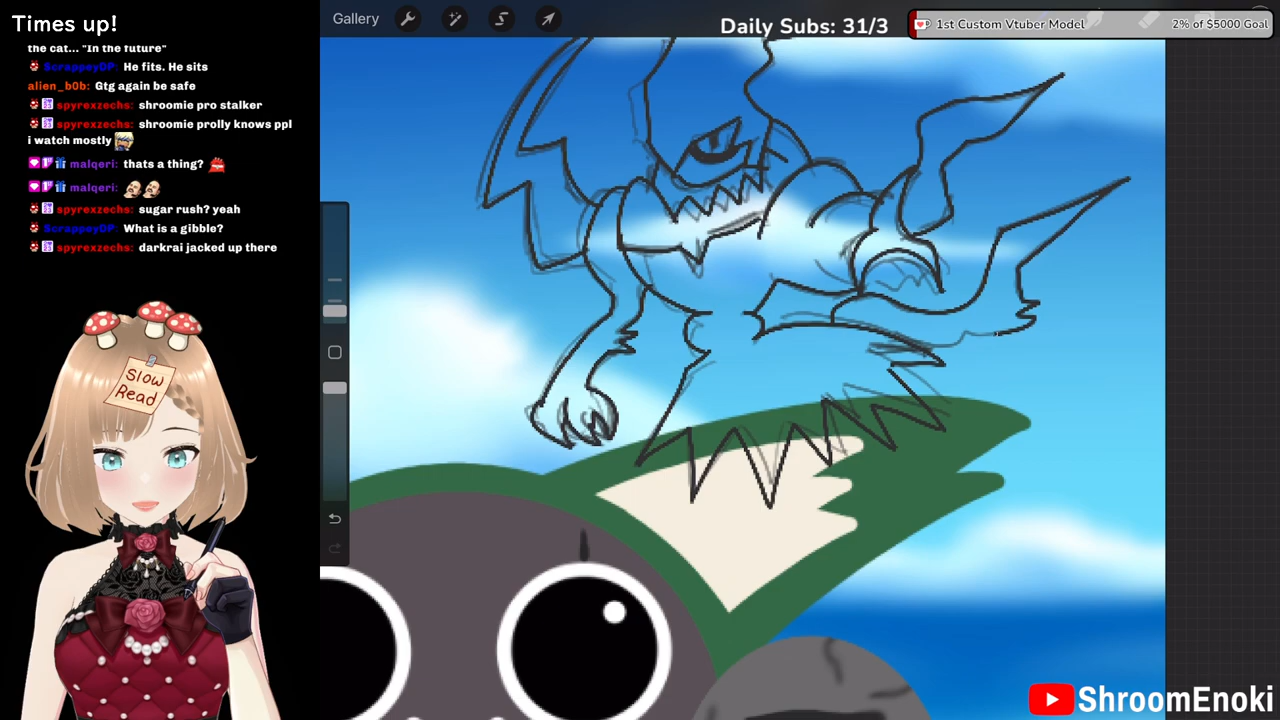 Times up!
the cat... "In the future"
ScrappeyDP: He fits. He sits
alien_b0b: Gtg again be safe
spyrexzechs: shroomie pro stalker
spyrexzechs: shroomie prolly knows ppl
i watch mostly
malqeri: thats a thing?
malqeri:
spyrexzechs: sugar rush? yeah
ScrappeyDP: What is a gibble?
spyrexzechs: darkrai jacked up there
Slow
Read
Gallery
Daily Subs: 31/3
1st Custom Vtuber Model
2% of $5000 Goal
ShroomEnoki